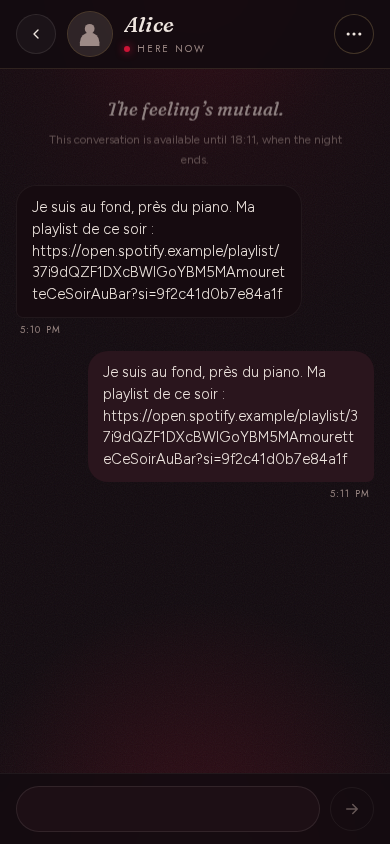 Alice
HERE NOW
The feeling's mutual.
This conversation is available until 18:11, when the night
ends.
Je suis au fond, près du piano. Ma
playlist de ce soir :
https://open.spotify.example/playlist/
37i9dQZF1DXcBWIGoYBM5MAmouret
teCeSoirAuBar?si=9f2c41d0b7e84a1f
5:10 PM
Je suis au fond, près du piano. Ma
playlist de ce soir :
https://open.spotify.example/playlist/3
7i9dQZF1DXcBWIGoYBM5MAmourett
eCeSoirAuBar?si=9f2c41d0b7e84a1f
5:11 PM